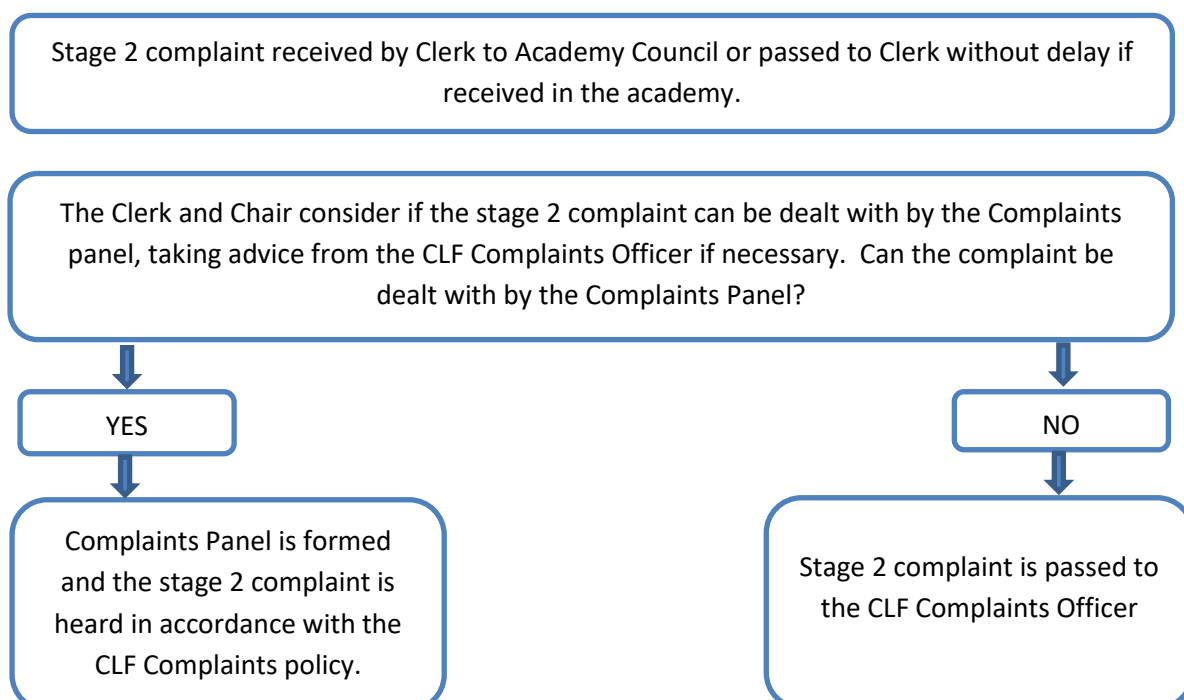 Stage 2 complaint received by Clerk to Academy Council or passed to Clerk without delay if
received in the academy.
The Clerk and Chair consider if the stage 2 complaint can be dealt with by the Complaints
panel, taking advice from the CLF Complaints Officer if necessary.  Can the complaint be
dealt with by the Complaints Panel?
YES
NO
Complaints Panel is formed
and the stage 2 complaint is
heard in accordance with the
CLF Complaints policy.
Stage 2 complaint is passed to
the CLF Complaints Officer